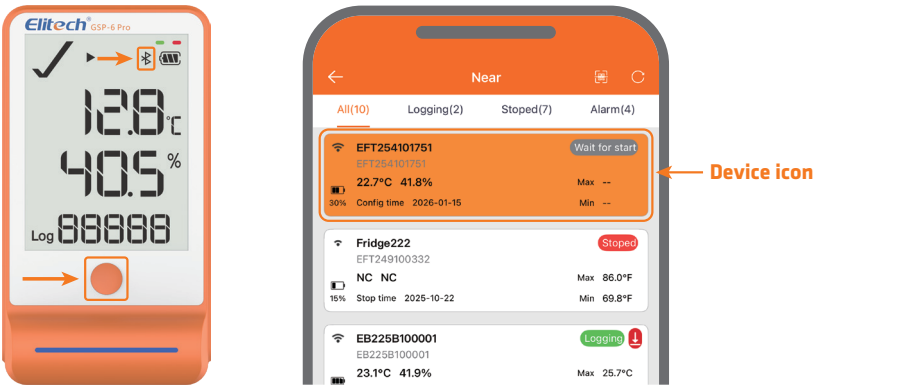 Elitech® GSP-6 Pro
12.8 °C
40.5 %
Log 88888
Near
All(10) Logging(2) Stoped(7) Alarm(4)
EFT254101751 Wait for start
EFT254101751
22.7°C 41.8% Max --
30% Config time 2026-01-15 Min --
Device icon
Fridge222 Stoped
EFT249100332
NC NC Max 86.0°F
15% Stop time 2025-10-22 Min 69.8°F
EB225B100001 Logging
EB225B100001
23.1°C 41.9% Max 25.7°C